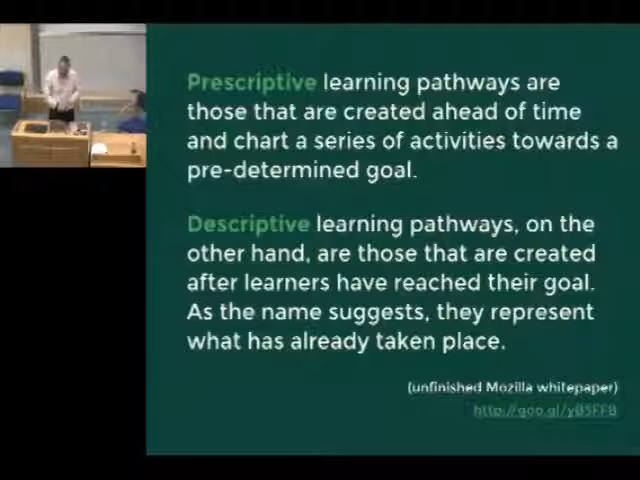 Prescriptive learning pathways are
those that are created ahead of time
and chart a series of activities towards a
pre-determined goal.
Descriptive learning pathways, on the
other hand, are those that are created
after learners have reached their goal.
As the name suggests, they represent
what has already taken place.
(unfinished Mozilla whitepaper)